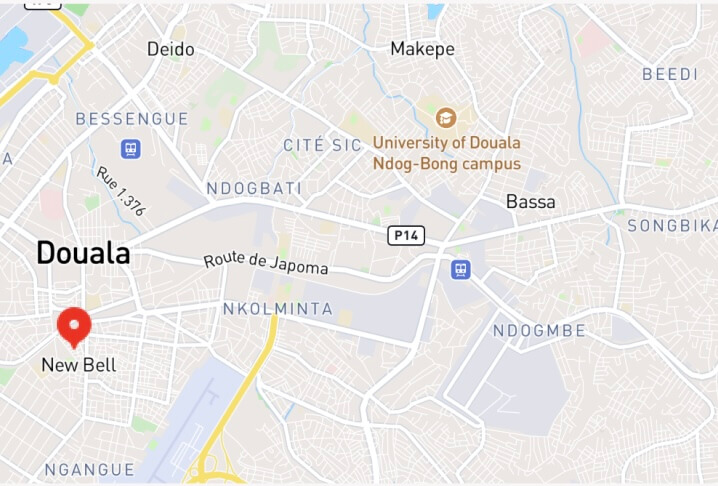 Deido
Makepe
BEEDI
BESSENGUE
CITÉ SIC
University of Douala
Ndog-Bong campus
Rue 1.376
NDOGBATI
Bassa
SONGBIKA
P14
Douala
Route de Japoma
NKOLMINTA
NDOGMBE
New Bell
NGANGUE